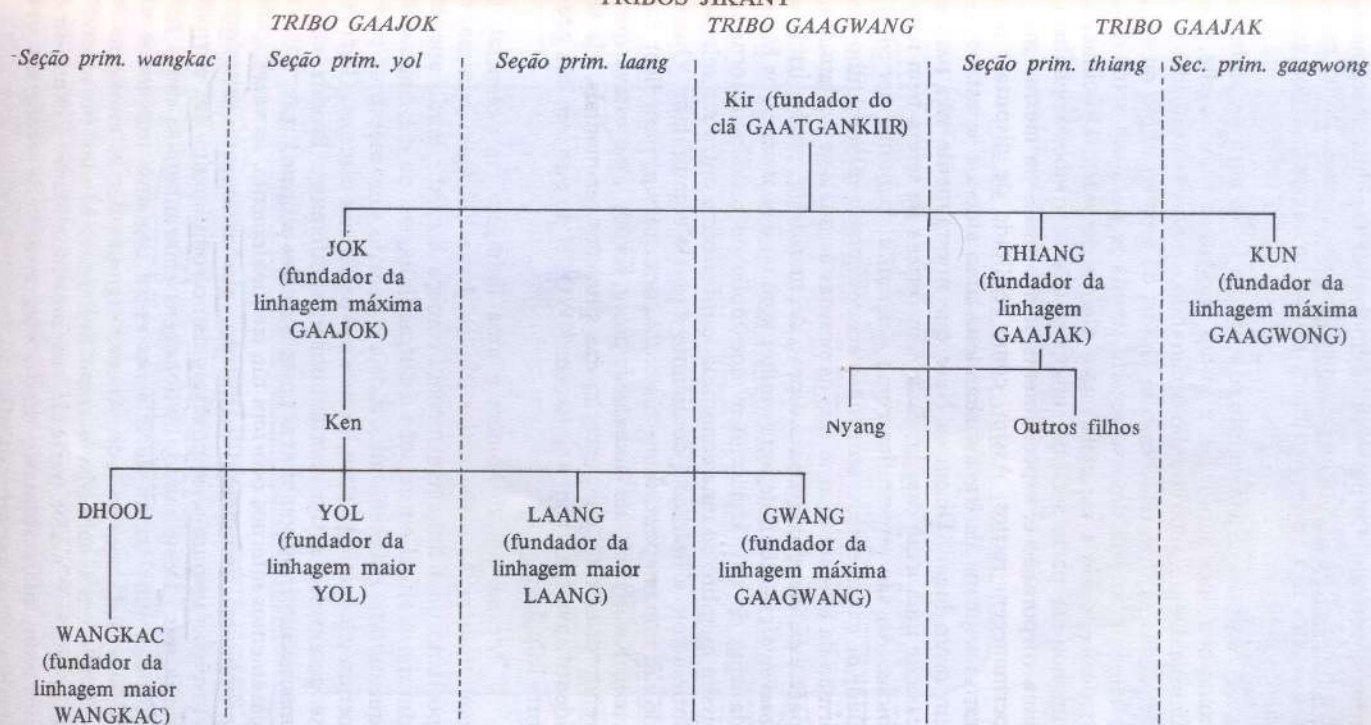 TRIBOS JIKANY
TRIBO GAAJOK
TRIBO GAAGWANG
TRIBO GAAJAK
Seção prim. wangkac
Seção prim. yol
Seção prim. laang
Seção prim. thiang
Sec. prim. gaagwong
Kir (fundador do
clã GAATGANKIIR)
JOK
(fundador da
linhagem máxima
GAAJOK)
THIANG
(fundador da
linhagem
GAAJAK)
KUN
(fundador da
linhagem máxima
GAAGWONG)
Ken
Nyang
Outros filhos
DHOOL
YOL
(fundador da
linhagem maior
YOL)
LAANG
(fundador da
linhagem maior
LAANG)
GWANG
(fundador da
linhagem máxima
GAAGWANG)
WANGKAC
(fundador da
linhagem maior
WANGKAC)